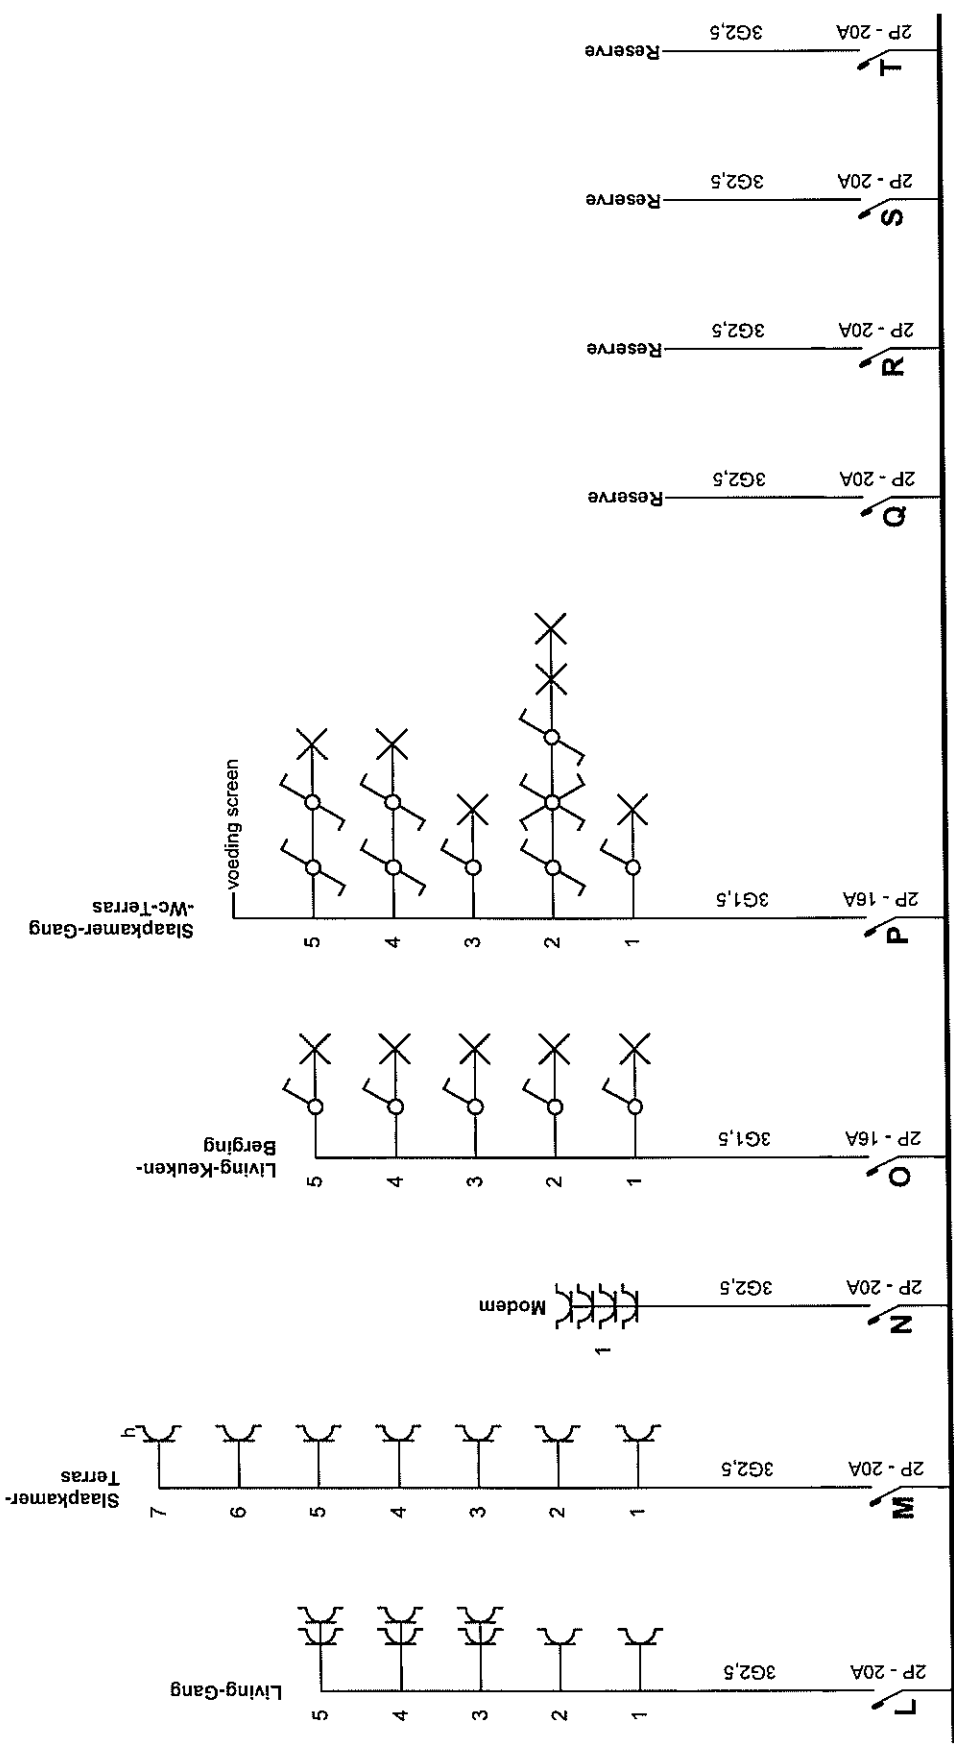 Living-Gang
5
4
3
2
1
3G2,5
2P - 20A
L
Slaapkamer-
Terras
h
7
6
5
4
3
2
1
3G2,5
2P - 20A
M
Modem
1
3G2,5
2P - 20A
N
Living-Keuken-
Berging
5
4
3
2
1
3G1,5
2P - 16A
O
Slaapkamer-Gang
-Wc-Terras
voeding screen
5
4
3
2
1
3G1,5
2P - 16A
P
Reserve
3G2,5
2P - 20A
Q
Reserve
3G2,5
2P - 20A
R
Reserve
3G2,5
2P - 20A
S
Reserve
3G2,5
2P - 20A
T